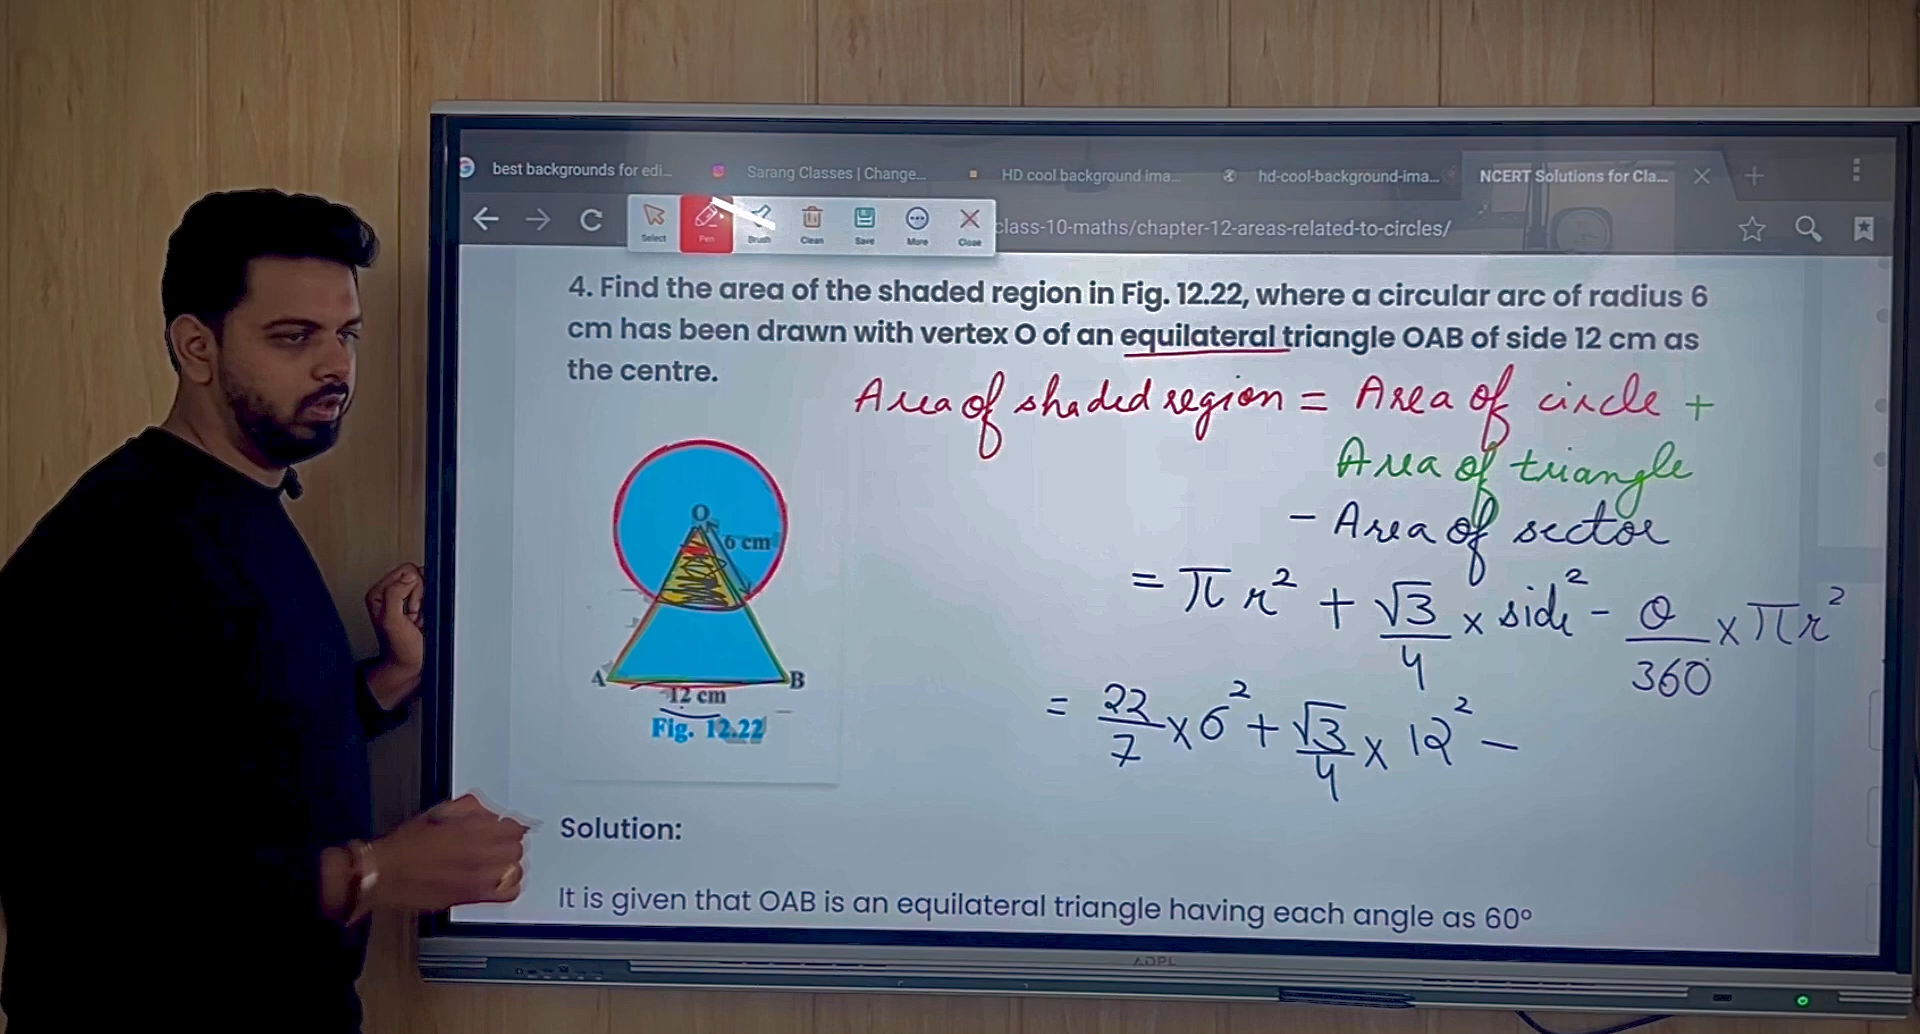 best backgrounds for edi...
Sarang Classes | Change...
HD cool background ima...
hd-cool-background-ima...
NCERT Solutions for Cla...
Select
Pen
Brush
Clean
Save
More
Close
class-10-maths/chapter-12-areas-related-to-circles/
4. Find the area of the shaded region in Fig. 12.22, where a circular arc of radius 6
cm has been drawn with vertex O of an equilateral triangle OAB of side 12 cm as
the centre.
Area of shaded region = Area of circle +
Area of triangle
- Area of sector
= πr² + √3/4 × side² - θ/360 × πr²
= 22/7 × 6² + √3/4 × 12² -
O
6 cm
A
B
12 cm
Fig. 12.22
Solution:
It is given that OAB is an equilateral triangle having each angle as 60°
ADPL